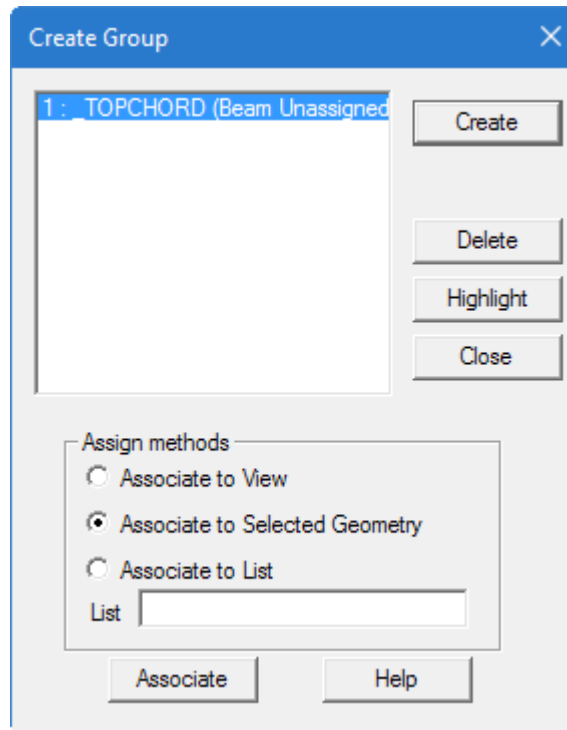 Create Group
1 : _TOPCHORD (Beam Unassigned
Create
Delete
Highlight
Close
Assign methods
Associate to View
Associate to Selected Geometry
Associate to List
List
Associate
Help